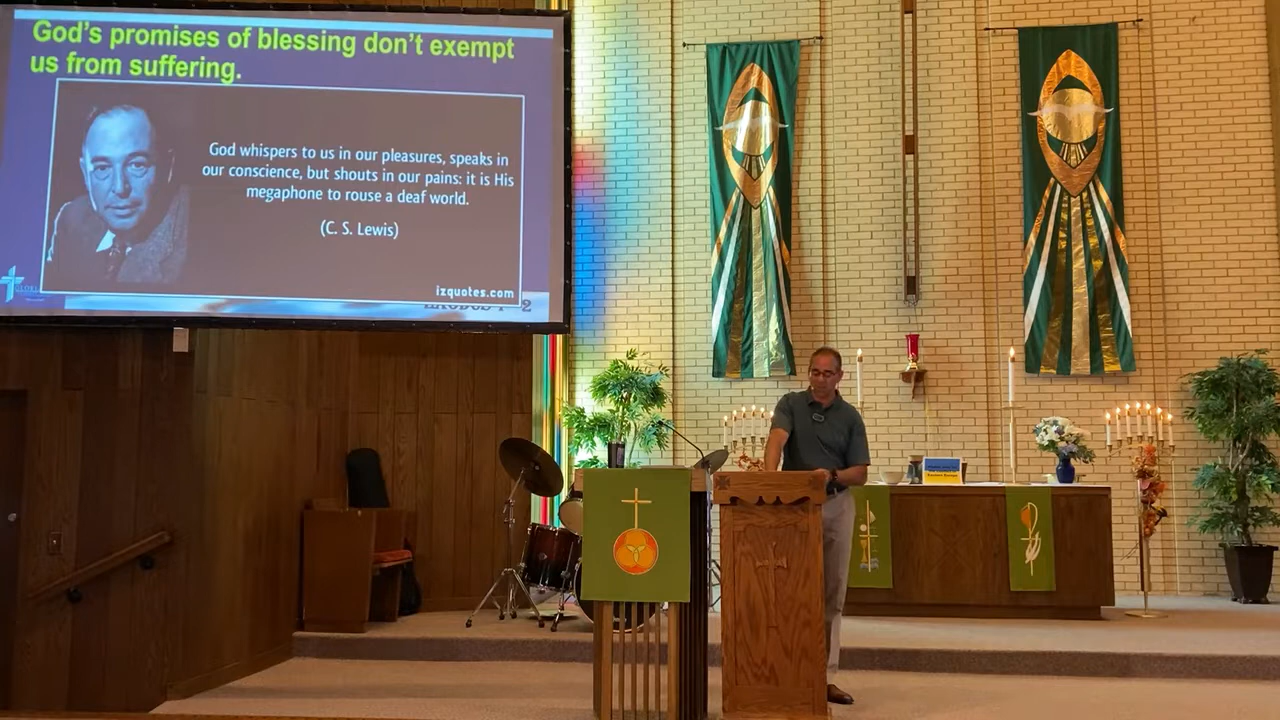 God's promises of blessing don't exempt
us from suffering.
God whispers to us in our pleasures, speaks in
our conscience, but shouts in our pains: it is His
megaphone to rouse a deaf world.
(C. S. Lewis)
izquotes.com